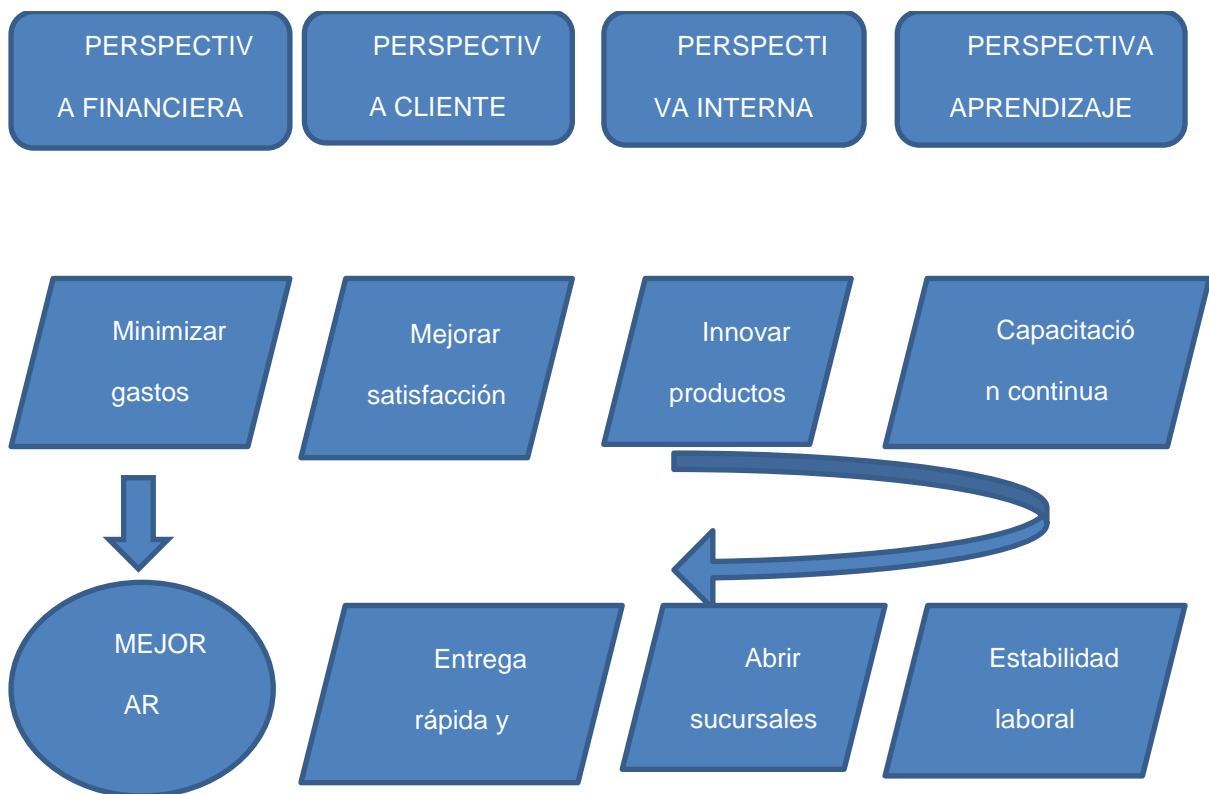 PERSPECTIV
A FINANCIERA
PERSPECTIV
A CLIENTE
PERSPECTI
VA INTERNA
PERSPECTIVA
APRENDIZAJE
Minimizar
gastos
Mejorar
satisfacción
Innovar
productos
Capacitació
n continua
MEJOR
AR
Entrega
rápida y
Abrir
sucursales
Estabilidad
laboral